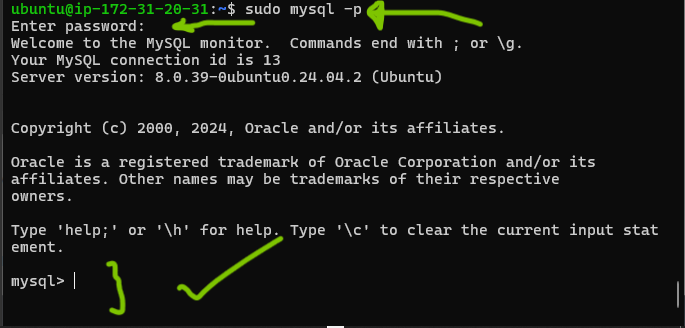 ubuntu@ip-172-31-20-31:~$ sudo mysql -p
Enter password:
Welcome to the MySQL monitor.  Commands end with ; or \g.
Your MySQL connection id is 13
Server version: 8.0.39-0ubuntu0.24.04.2 (Ubuntu)
Copyright (c) 2000, 2024, Oracle and/or its affiliates.
Oracle is a registered trademark of Oracle Corporation and/or its
affiliates. Other names may be trademarks of their respective
owners.
Type 'help;' or '\h' for help. Type '\c' to clear the current input stat
ement.
mysql>